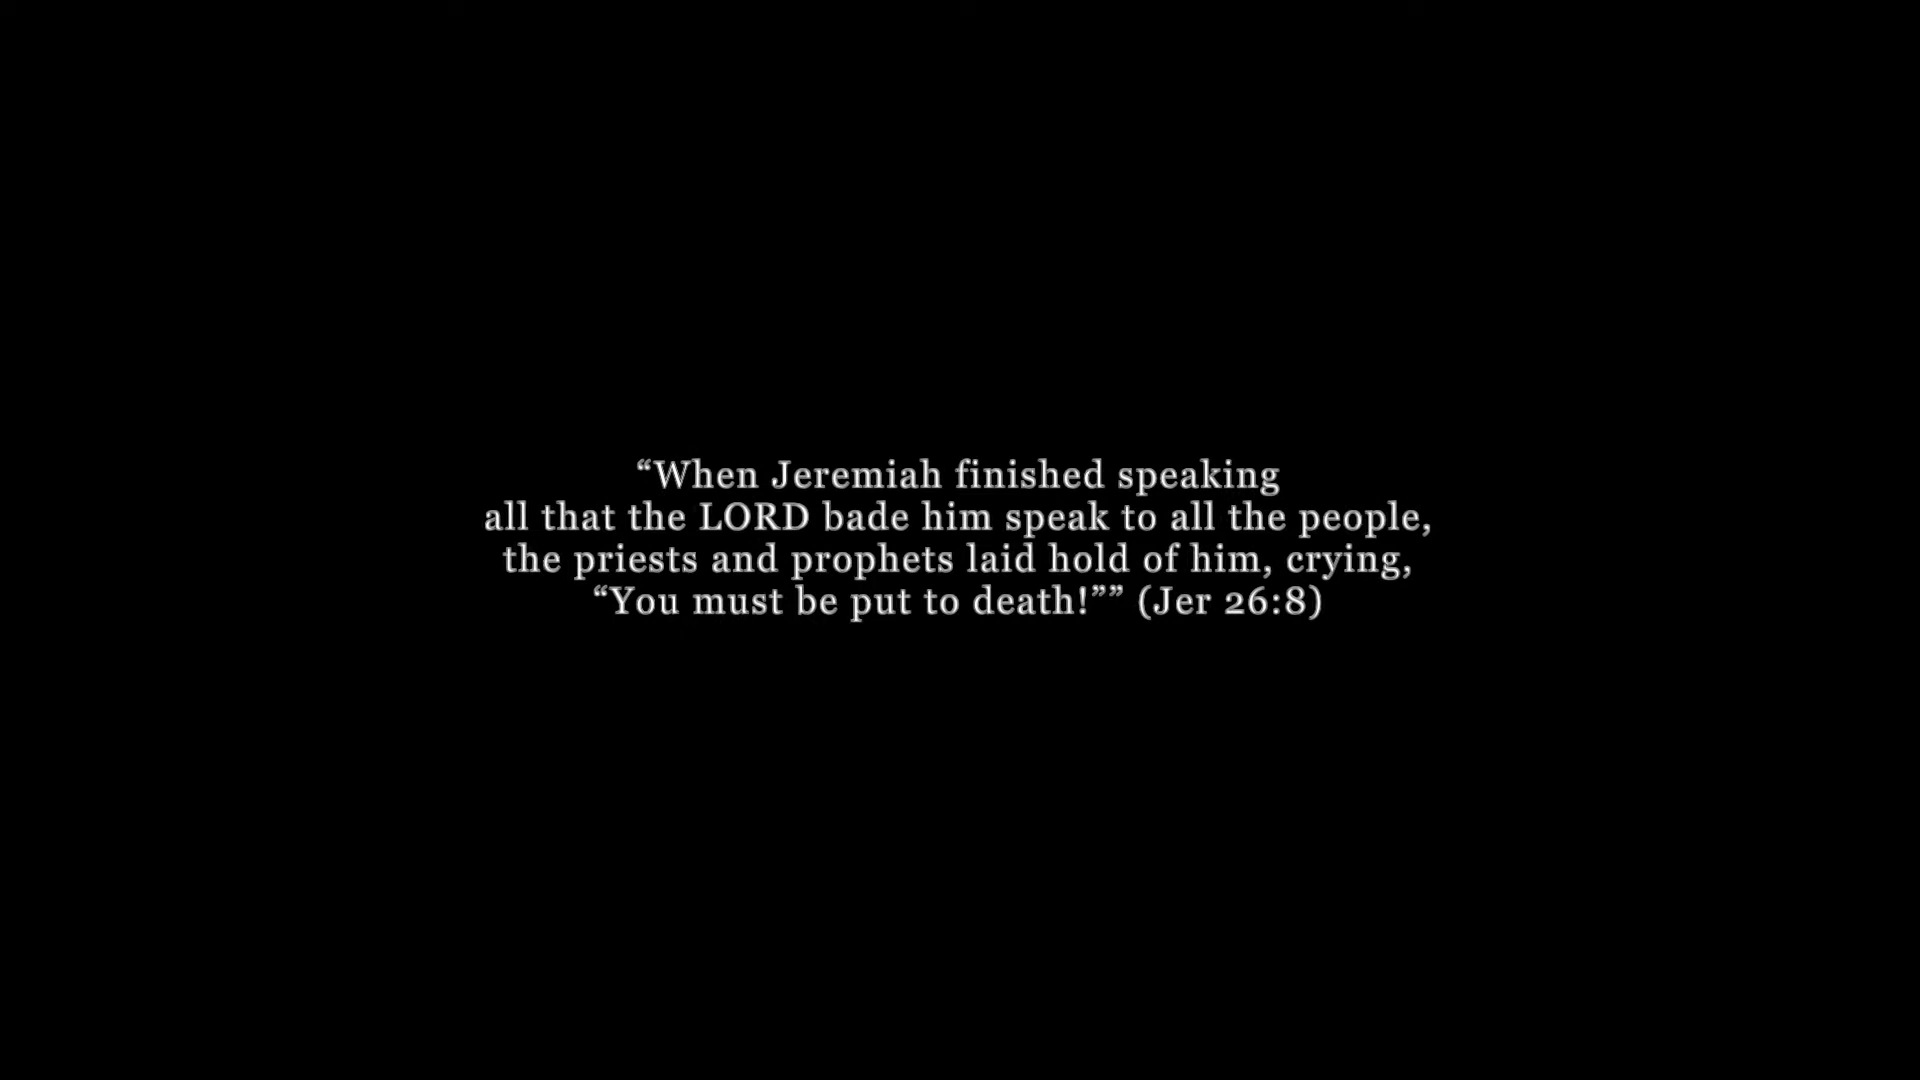 “When Jeremiah finished speaking
all that the LORD bade him speak to all the people,
the priests and prophets laid hold of him, crying,
“You must be put to death!”” (Jer 26:8)